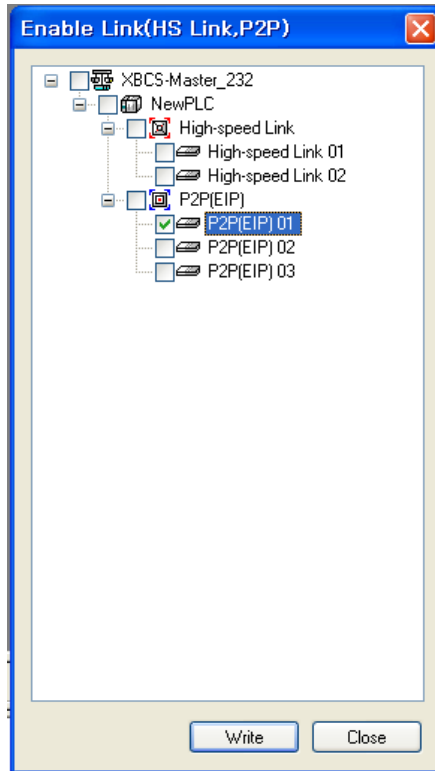 Enable Link(HS Link,P2P)
XBCS-Master_232
NewPLC
High-speed Link
High-speed Link 01
High-speed Link 02
P2P(EIP)
P2P(EIP) 01
P2P(EIP) 02
P2P(EIP) 03
Write Close